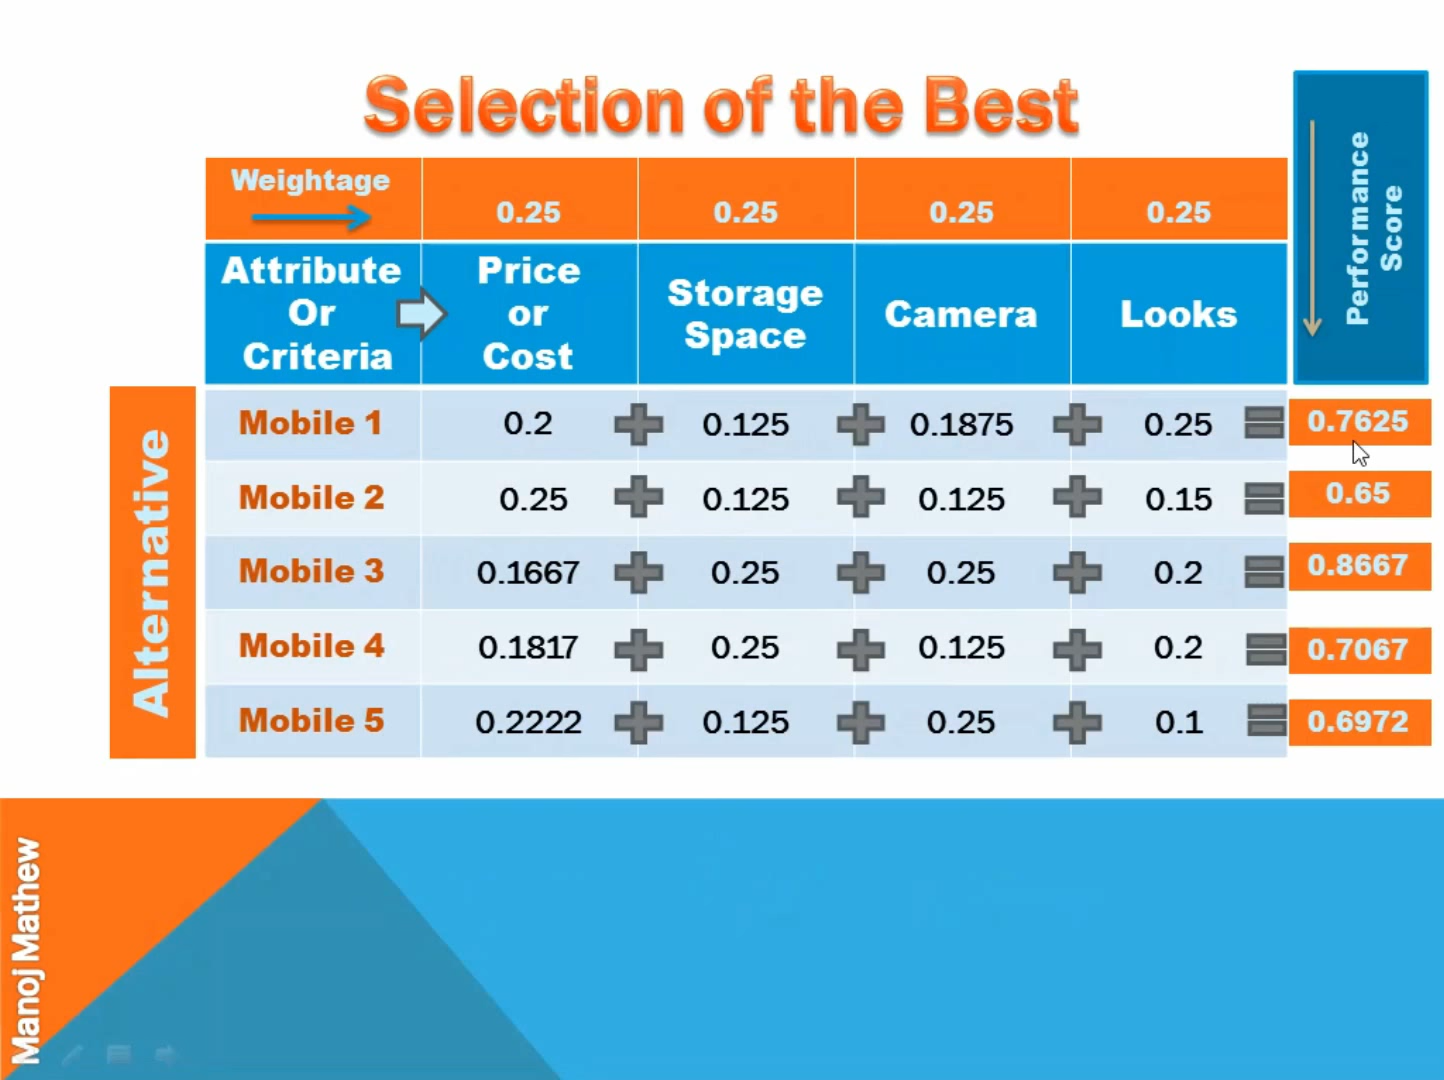 Selection of the Best
Performance
Score
Weightage
0.25 0.25 0.25 0.25
Attribute
Or
Criteria
Price
or
Cost
Storage
Space
Camera
Looks
Alternative
Mobile 1 0.2 0.125 0.1875 0.25 0.7625
Mobile 2 0.25 0.125 0.125 0.15 0.65
Mobile 3 0.1667 0.25 0.25 0.2 0.8667
Mobile 4 0.1817 0.25 0.125 0.2 0.7067
Mobile 5 0.2222 0.125 0.25 0.1 0.6972
Manoj Mathew